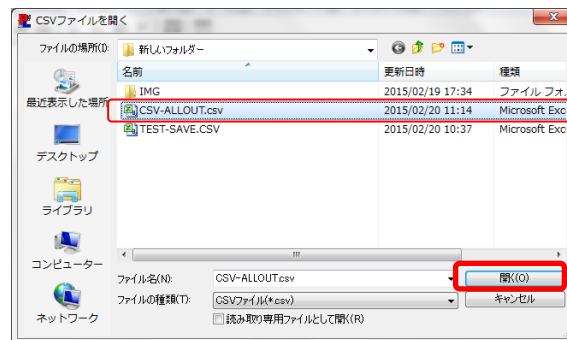 CSVファイルを開く
ファイルの場所(I): 新しいフォルダー
名前 更新日時 種類
IMG 2015/02/19 17:34 ファイル フォ.
CSV-ALLOUT.csv 2015/02/20 11:14 Microsoft Exc
TEST-SAVE.CSV 2015/02/20 10:37 Microsoft Exc
最近表示した場所
デスクトップ
ライブラリ
コンピューター
ネットワーク
ファイル名(N): CSV-ALLOUT.csv 開く(O)
ファイルの種類(T): CSVファイル(*.csv) キャンセル
読み取り専用ファイルとして開く(R)